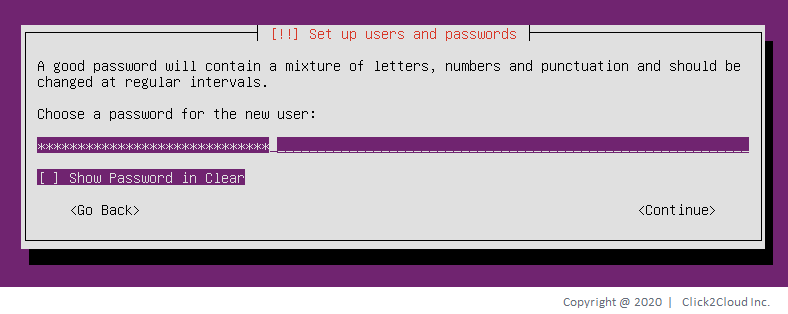 [!!] Set up users and passwords
A good password will contain a mixture of letters, numbers and punctuation and should be
changed at regular intervals.
Choose a password for the new user:
*****************************____________________________________________________________
[ ] Show Password in Clear
<Go Back> <Continue>
Copyright @ 2020 | Click2Cloud Inc.